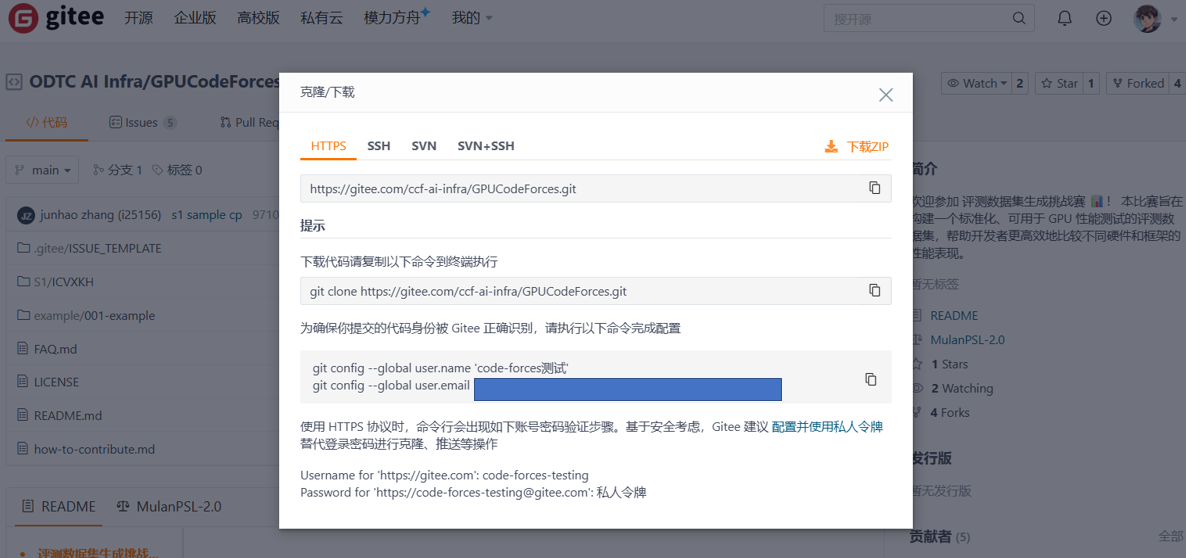 gitee 开源 企业版 高校版 私有云 模力方舟 我的 搜开源
ODTC AI Infra/GPUCodeForces
Watch 2 Star 1 Forked 4
代码 Issues 5 Pull Req
main 分支 1 标签 0
JZ junhao zhang (i25156) s1 sample cp 9710
.gitee/ISSUE_TEMPLATE
S1/ICVXKH
example/001-example
FAQ.md
LICENSE
README.md
how-to-contribute.md
README MulanPSL-2.0
评测数据集生成挑战...
克隆/下载
HTTPS SSH SVN SVN+SSH 下载ZIP
https://gitee.com/ccf-ai-infra/GPUCodeForces.git
提示
下载代码请复制以下命令到终端执行
git clone https://gitee.com/ccf-ai-infra/GPUCodeForces.git
为确保你提交的代码身份被 Gitee 正确识别，请执行以下命令完成配置
git config --global user.name 'code-forces测试'
git config --global user.email
使用 HTTPS 协议时，命令行会出现如下账号密码验证步骤。基于安全考虑，Gitee 建议 配置并使用私人令牌
替代登录密码进行克隆、推送等操作
Username for 'https://gitee.com': code-forces-testing
Password for 'https://code-forces-testing@gitee.com': 私人令牌
简介
欢迎参加 评测数据集生成挑战赛 ！ 本比赛旨在
构建一个标准化、可用于 GPU 性能测试的评测数
据集，帮助开发者更高效地比较不同硬件和框架的
性能表现。
暂无标签
README
MulanPSL-2.0
1 Stars
2 Watching
4 Forks
发行版
暂无发行版
贡献者 (5) 全部